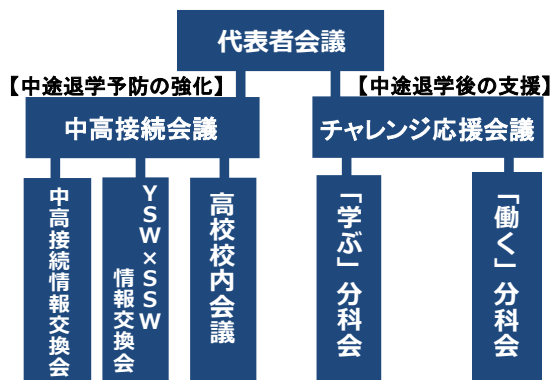 代表者会議
【中途退学予防の強化】
【中途退学後の支援】
中高接続会議
チャレンジ応援会議
中高接続情報交換会
YSW×SSW
情報交換会
高校校内会議
「学ぶ」分科会
「働く」分科会